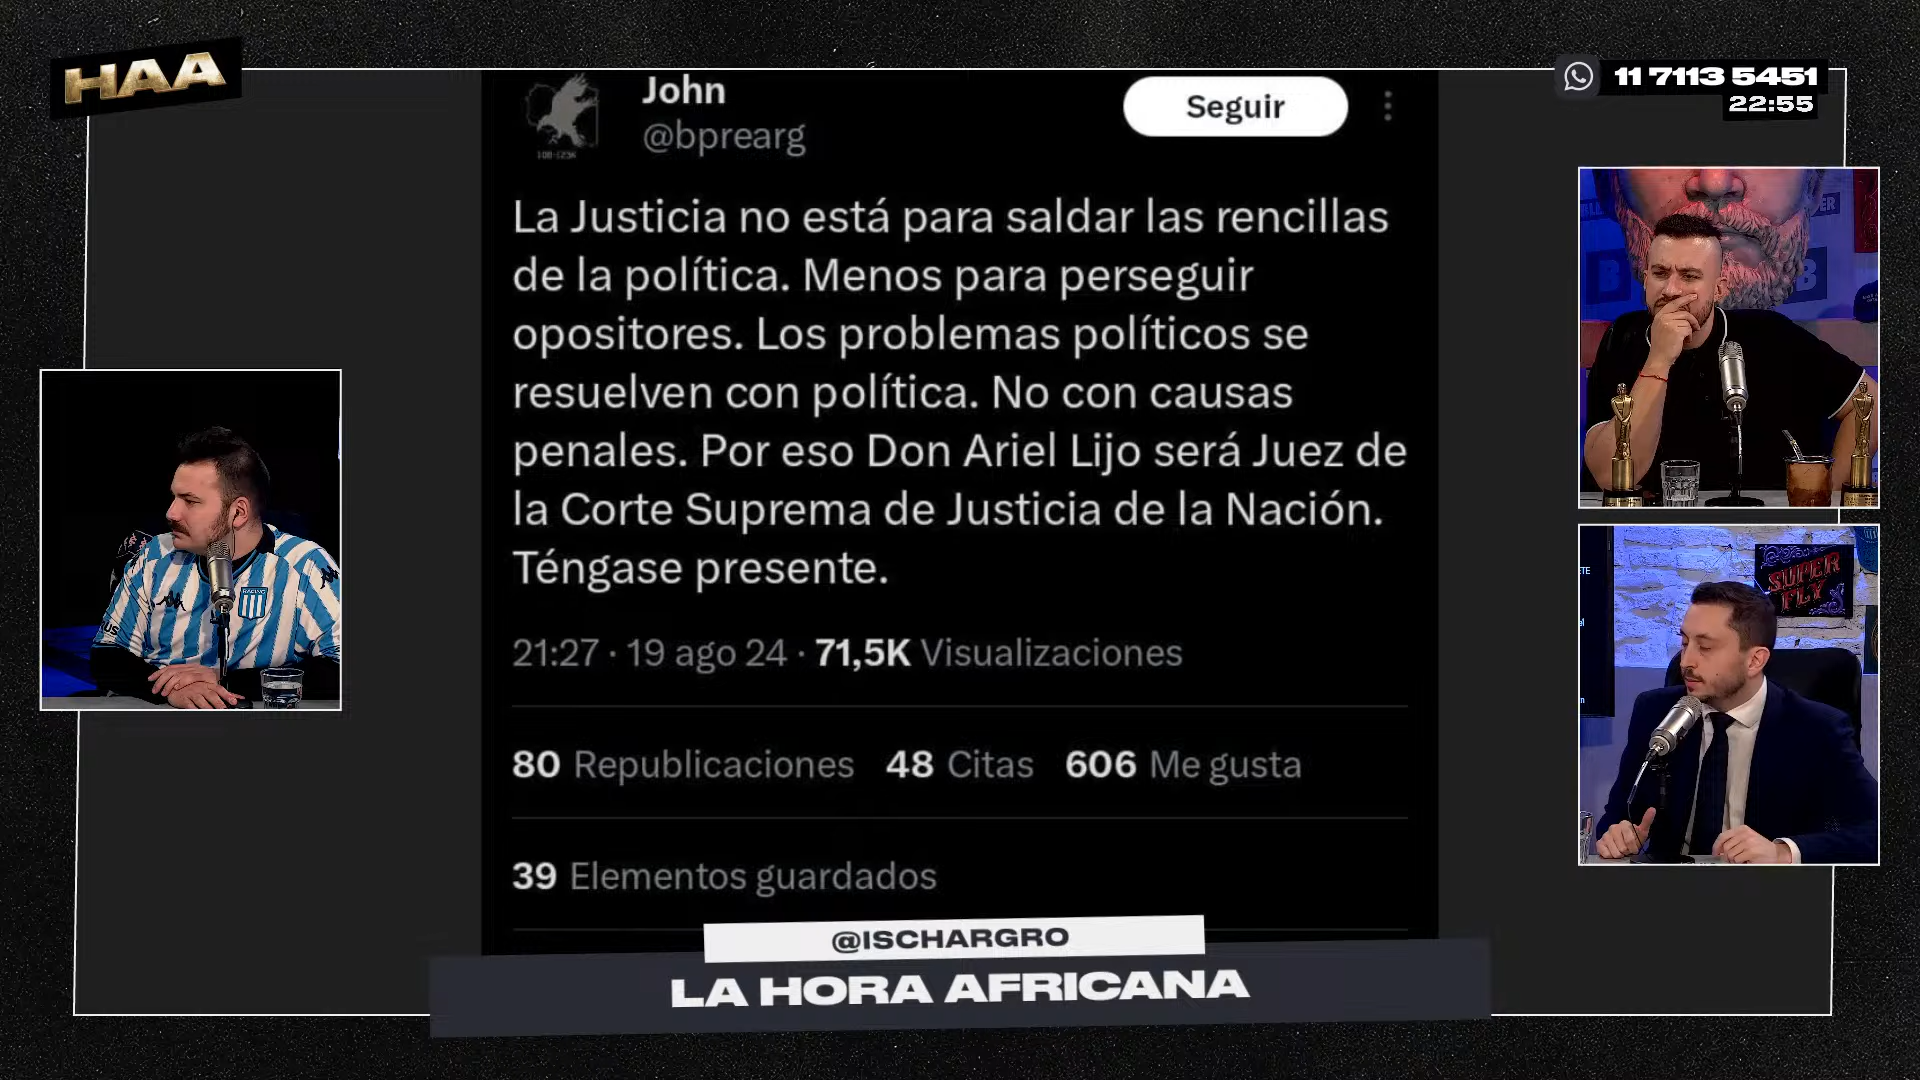 HAA
11 7113 5451
22:55
John
@bprearg
Seguir
La Justicia no está para saldar las rencillas
de la política. Menos para perseguir
opositores. Los problemas políticos se
resuelven con política. No con causas
penales. Por eso Don Ariel Lijo será Juez de
la Corte Suprema de Justicia de la Nación.
Téngase presente.
21:27 · 19 ago 24 · 71,5K Visualizaciones
80 Republicaciones 48 Citas 606 Me gusta
39 Elementos guardados
@ISCHARGRO
LA HORA AFRICANA
RACING
SUPER
FLY